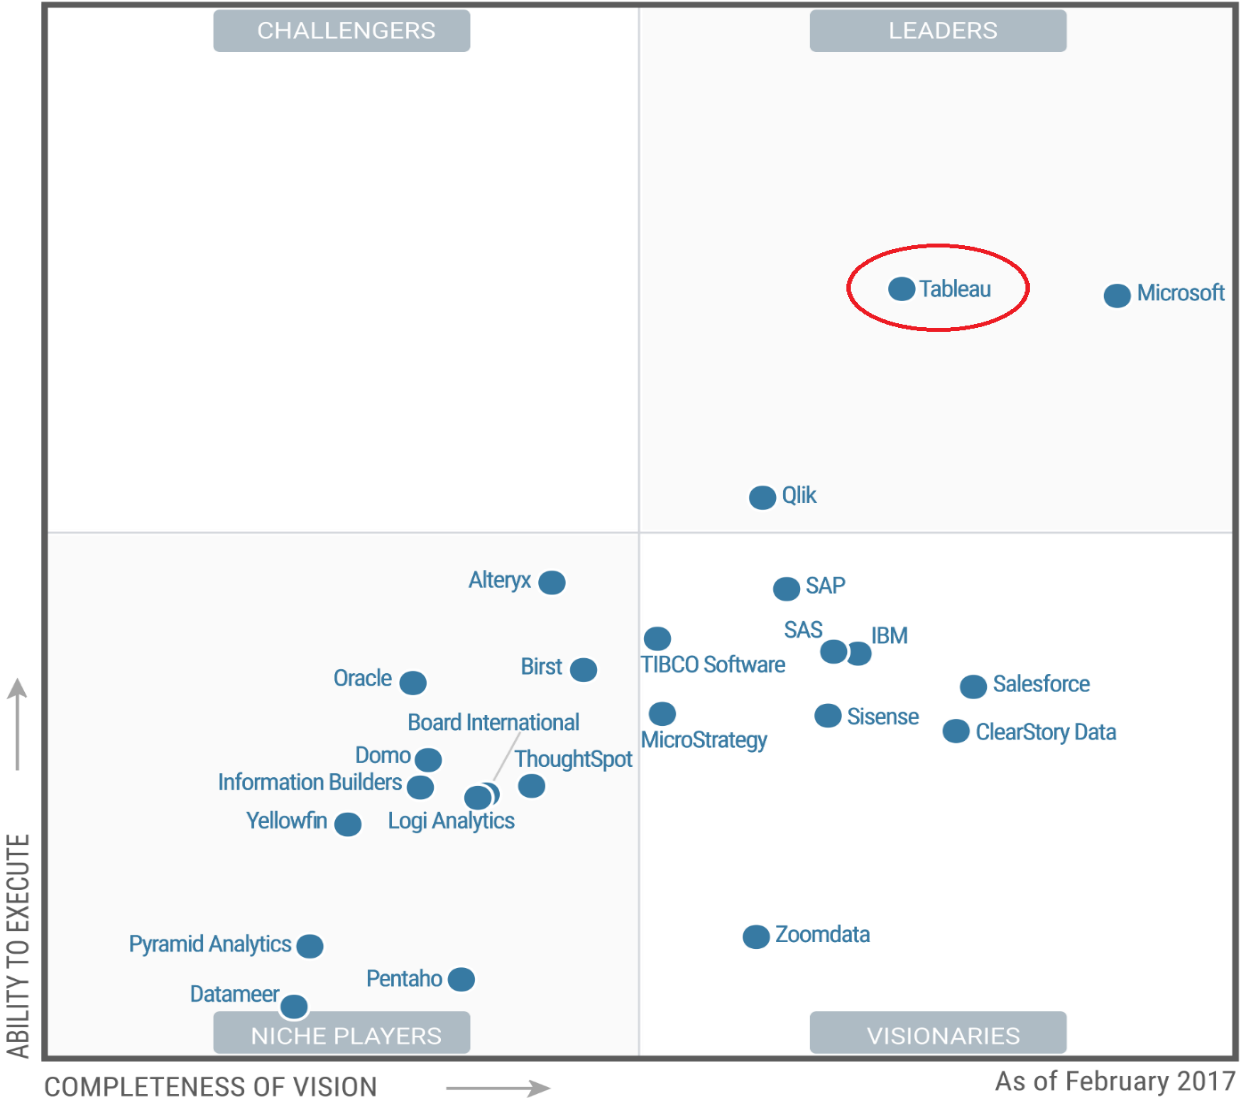 CHALLENGERS
LEADERS
Tableau
Microsoft
Qlik
Alteryx
SAP
SAS
IBM
TIBCO Software
Birst
Oracle
Salesforce
Board International
Sisense
MicroStrategy
ClearStory Data
Domo
ThoughtSpot
Information Builders
Yellowfin
Logi Analytics
Pyramid Analytics
Zoomdata
Pentaho
Datameer
NICHE PLAYERS
VISIONARIES
ABILITY TO EXECUTE
COMPLETENESS OF VISION
As of February 2017